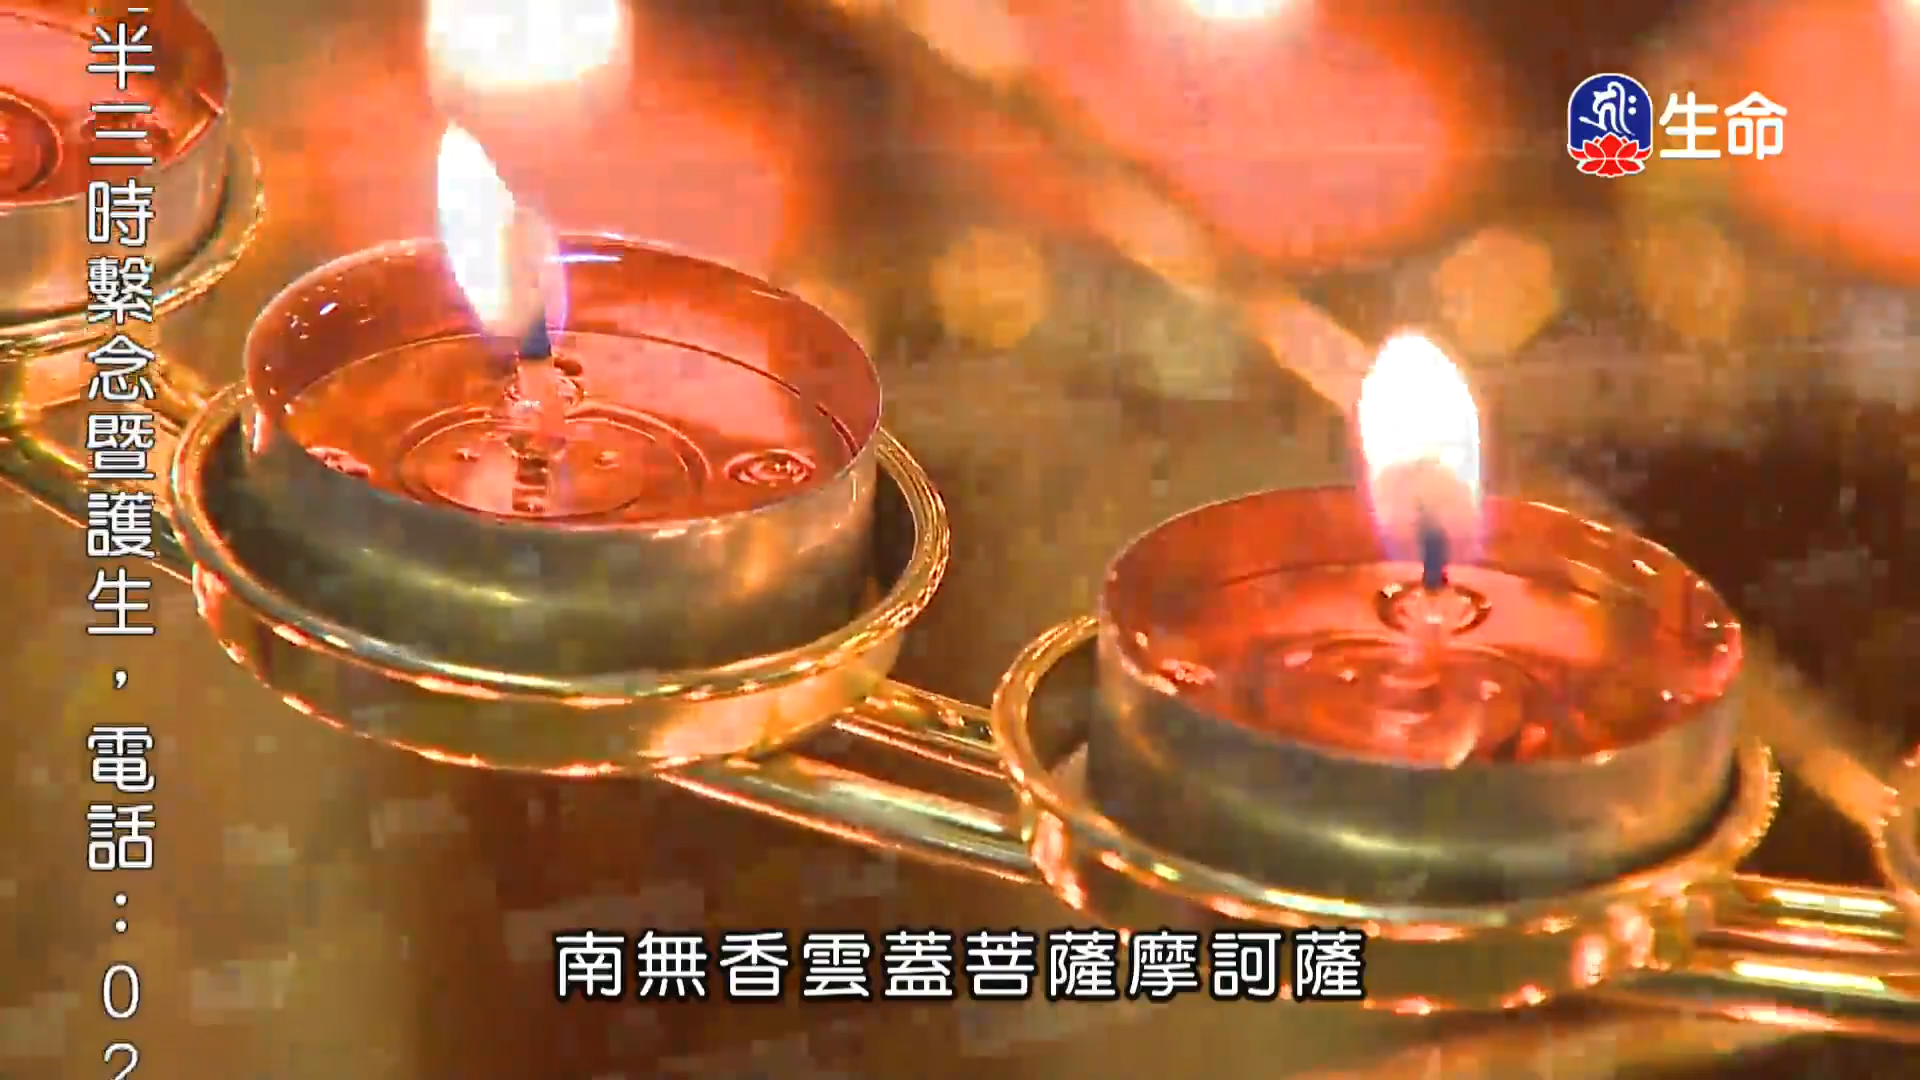 半三時繫念暨護生，電話：02
生命
南無香雲蓋菩薩摩訶薩